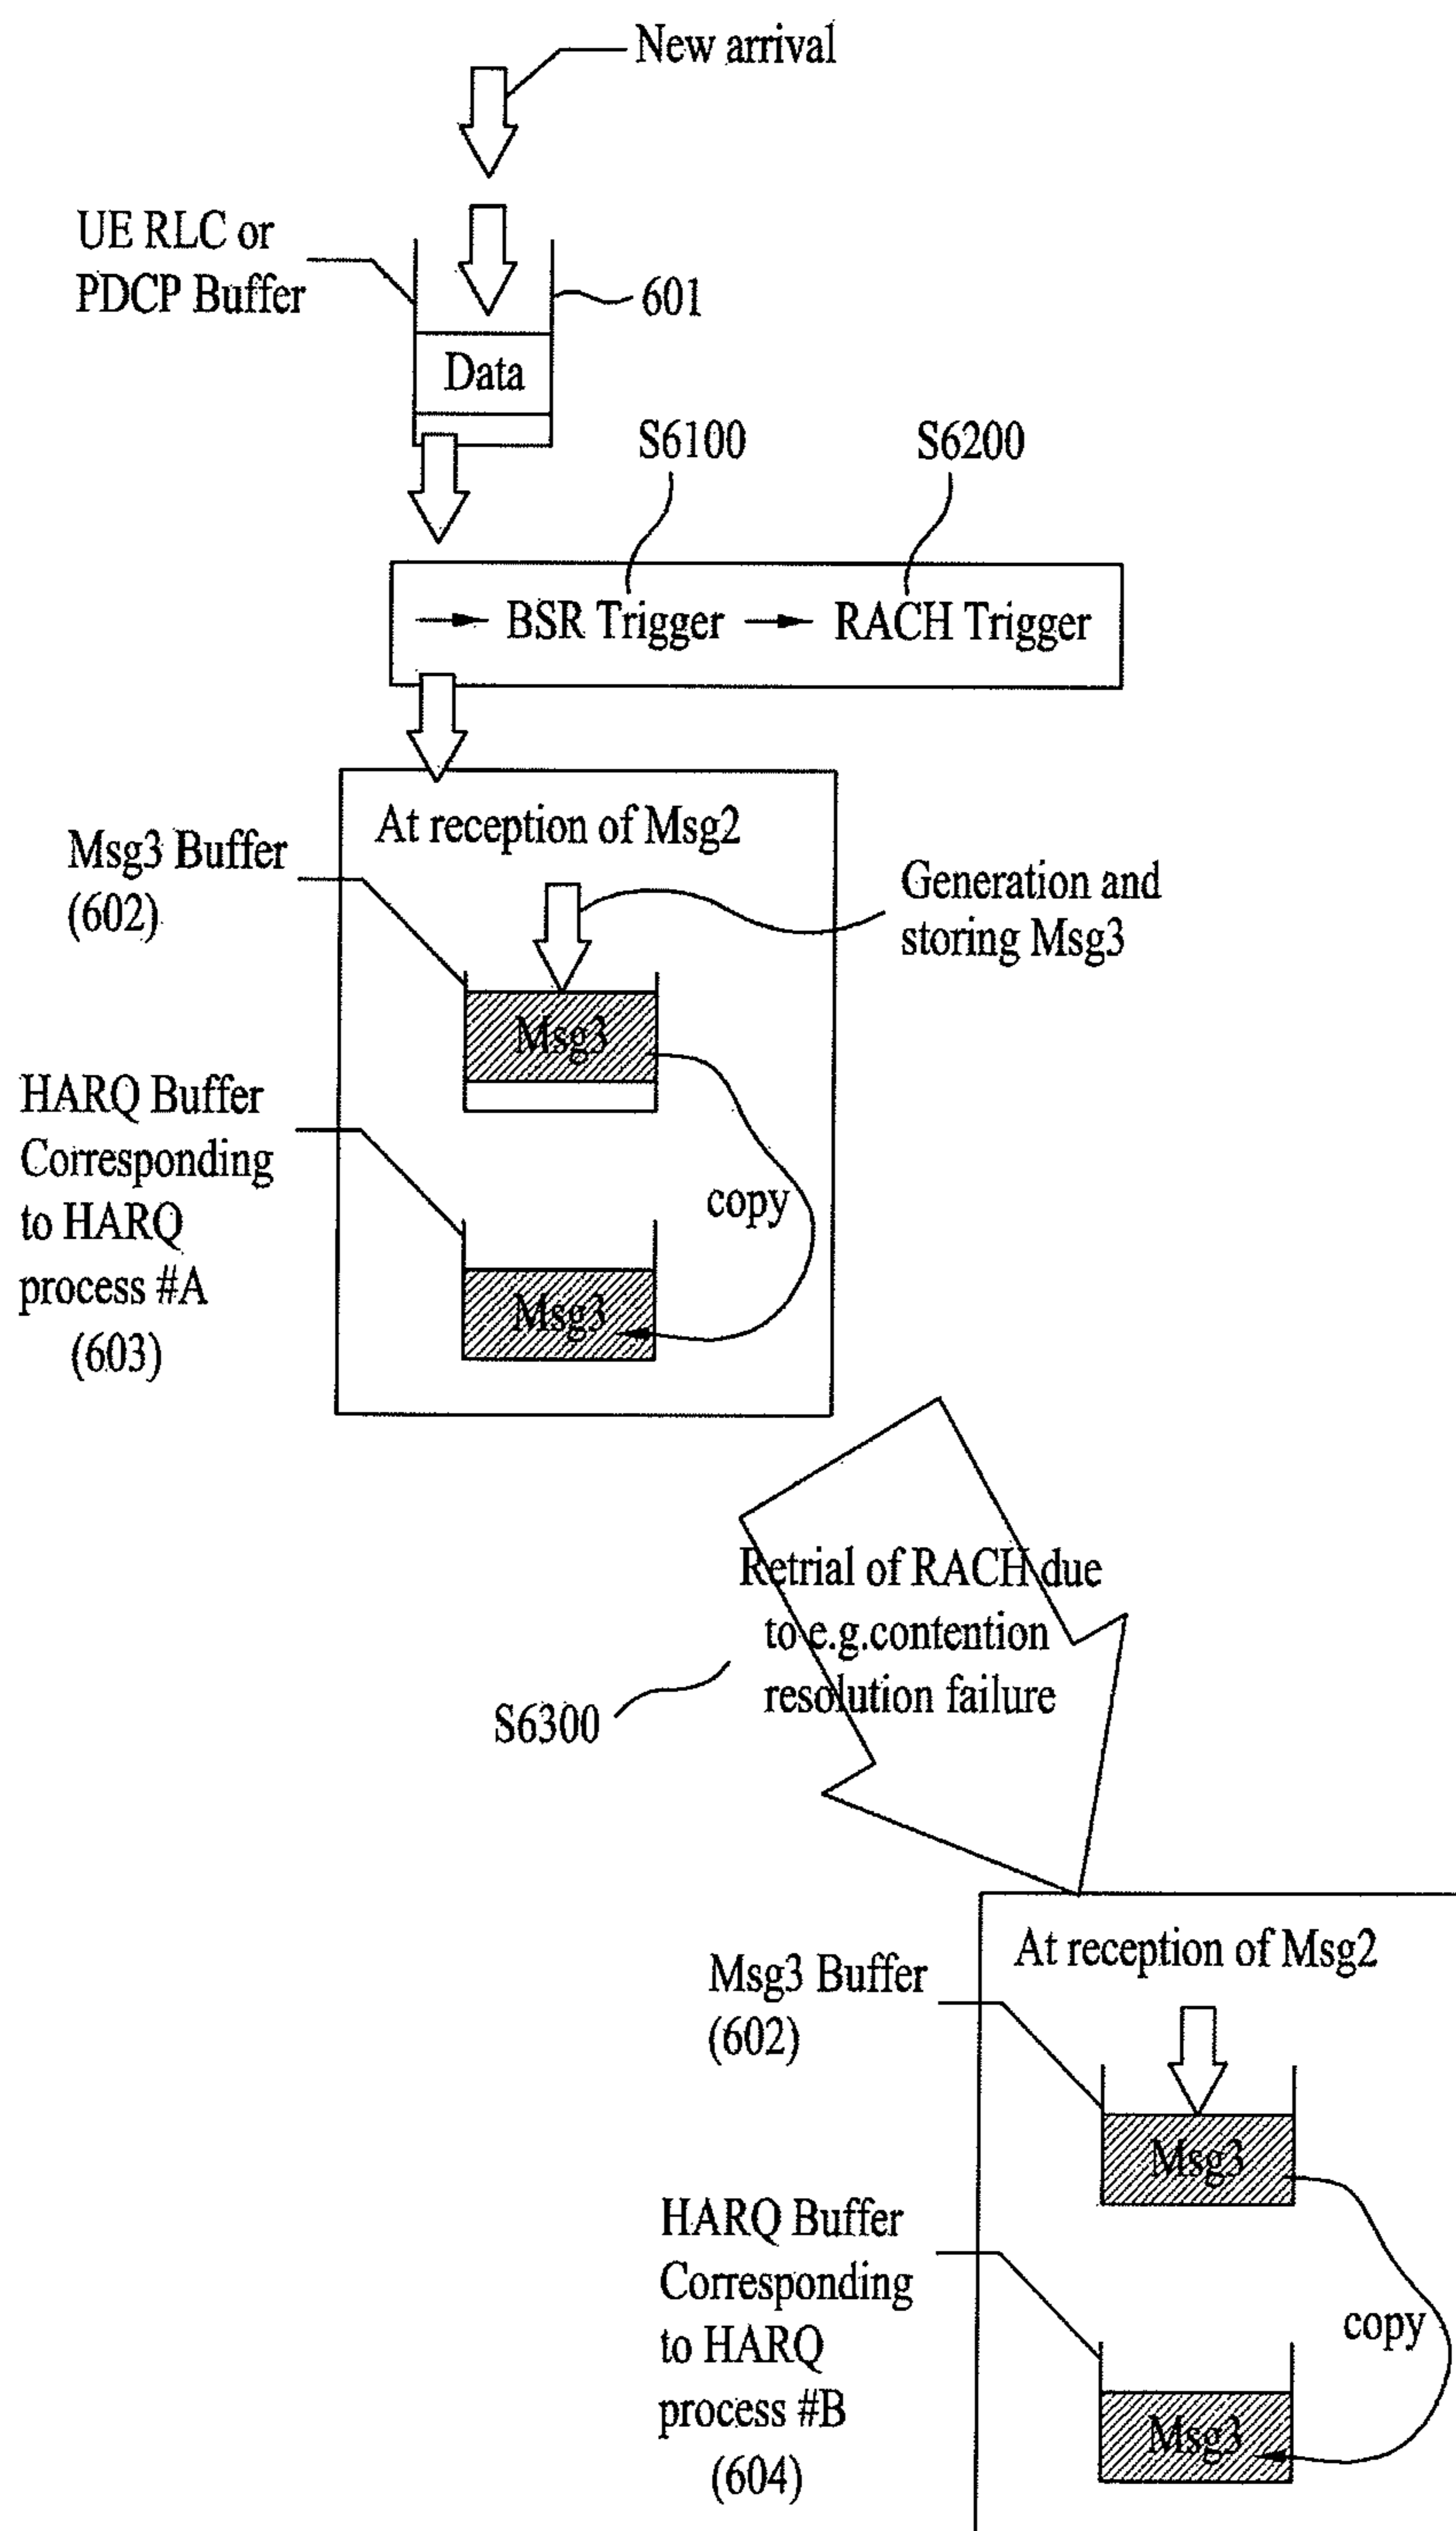 New arrival
UE RLC or
PDCP Buffer
601
Data
S6100
S6200
BSR Trigger
RACH Trigger
At reception of Msg2
Msg3 Buffer
(602)
Generation and
storing Msg3
Msg3
HARQ Buffer
Corresponding
to HARQ
process #A
(603)
copy
Msg3
Retrial of RACH due
to e.g.contention
resolution failure
S6300
At reception of Msg2
Msg3 Buffer
(602)
Msg3
HARQ Buffer
Corresponding
to HARQ
process #B
(604)
copy
Msg3